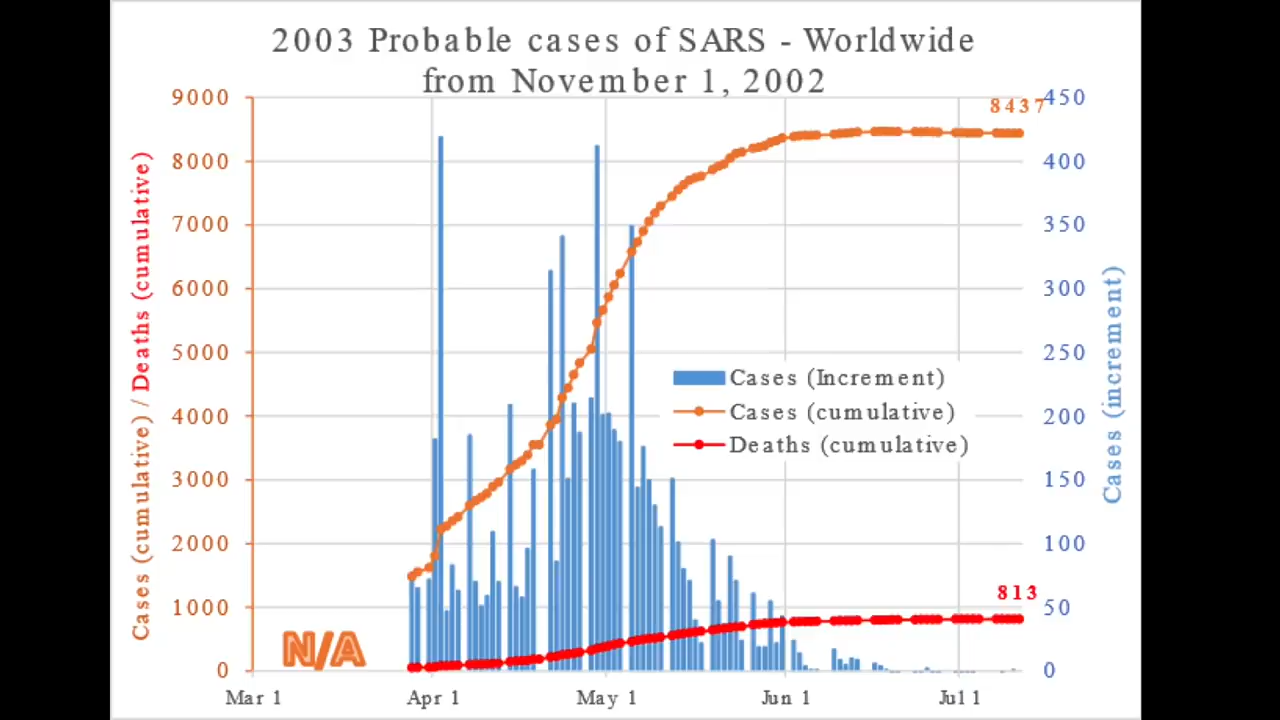 2003 Probable cases of SARS - Worldwide
from November 1, 2002
8437
9000
8000
7000
6000
5000
4000
3000
2000
1000
0
Cases (cumulative) / Deaths (cumulative)
450
400
350
300
250
200
150
100
50
0
Cases (increment)
Cases (Increment)
Cases (cumulative)
Deaths (cumulative)
813
N/A
Mar 1
Apr 1
May 1
Jun 1
Jul 1